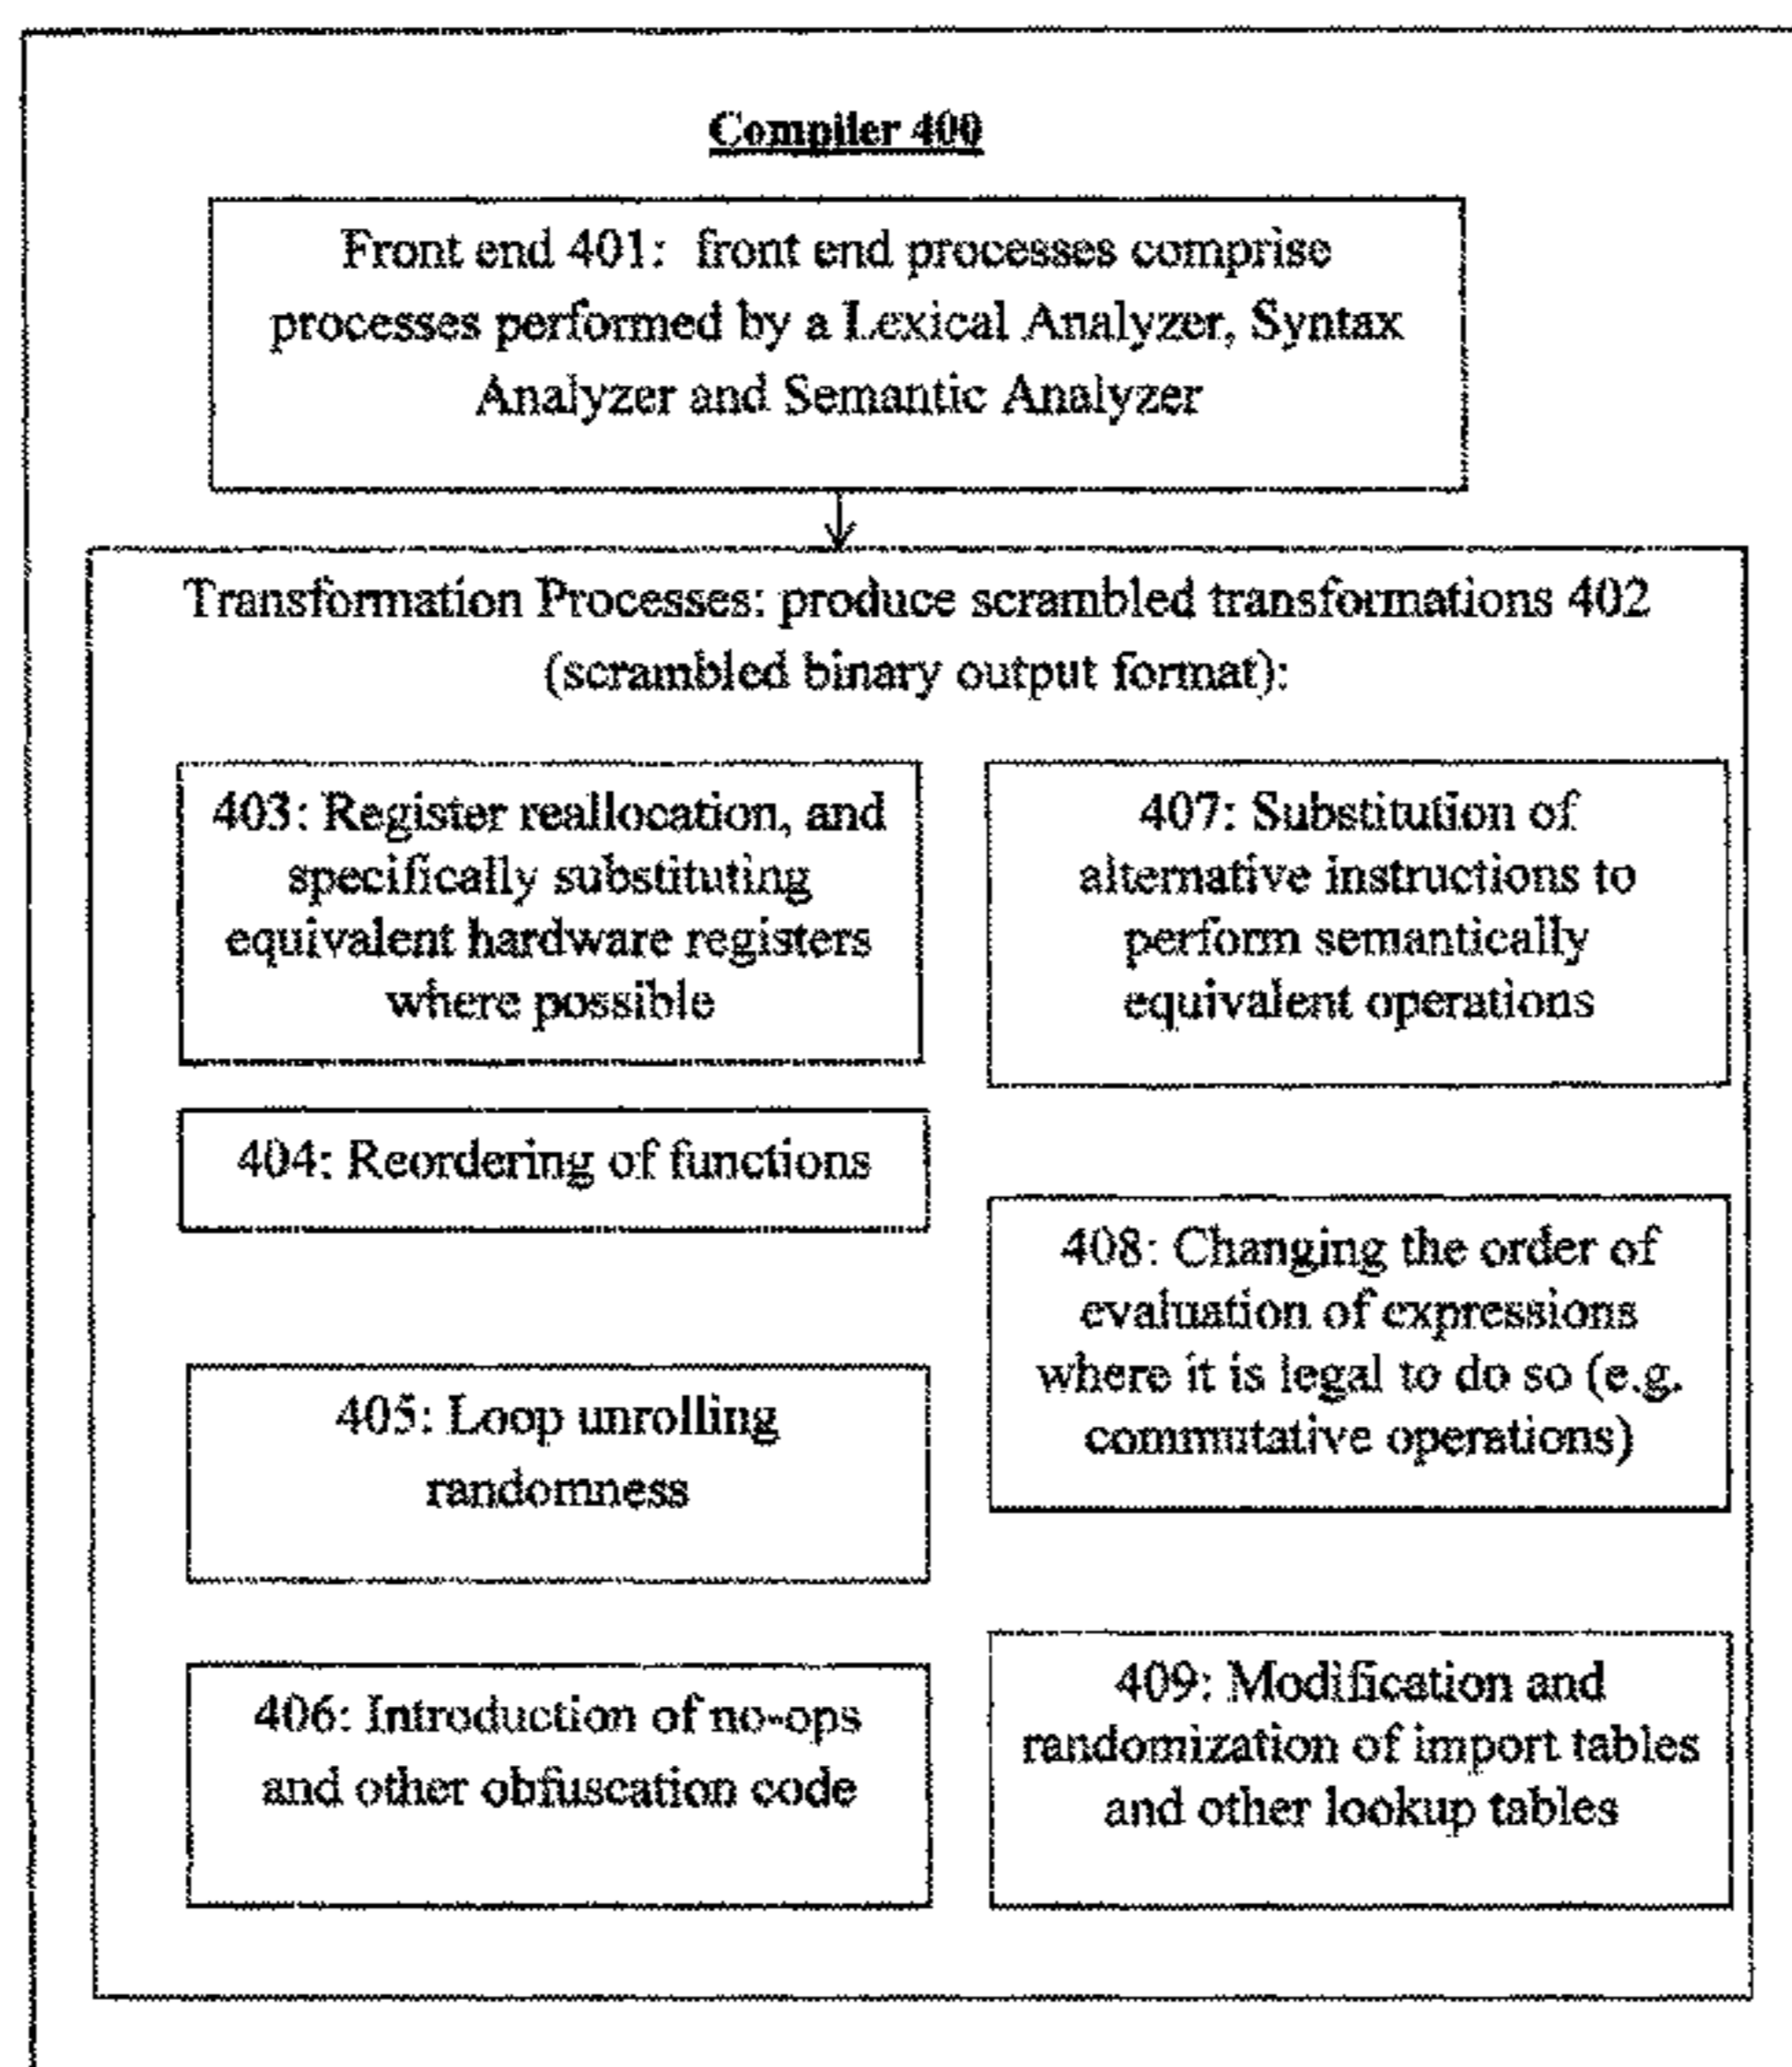 Compiler 400
Front end 401: front end processes comprise
processes performed by a Lexical Analyzer, Syntax
Analyzer and Semantic Analyzer
Transformation Processes: produce scrambled transformations 402
(scrambled binary output format):
403: Register reallocation, and
specifically substituting
equivalent hardware registers
where possible
404: Reordering of functions
405: Loop unrolling
randomness
406: Introduction of no-ops
and other obfuscation code
407: Substitution of
alternative instructions to
perform semantically
equivalent operations
408: Changing the order of
evaluation of expressions
where it is legal to do so (e.g.
commutative operations)
409: Modification and
randomization of import tables
and other lookup tables